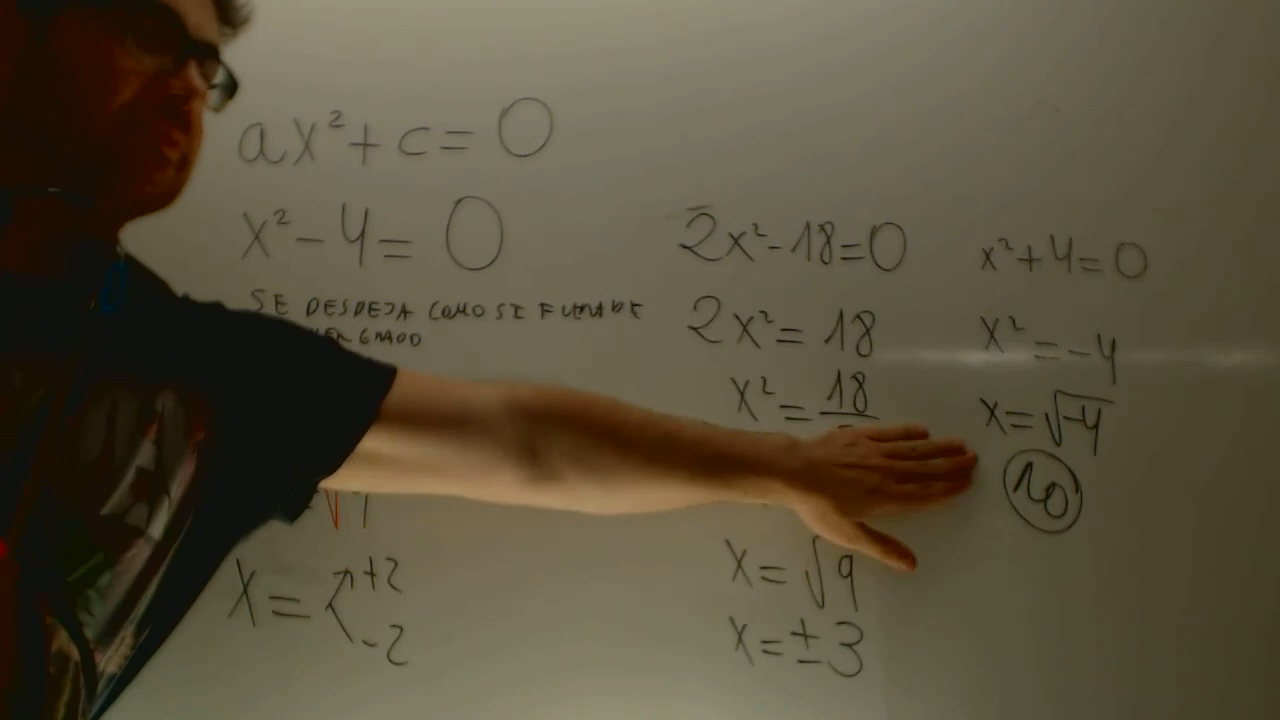 ax²+c=0
x²-4=0
SE DESPEJA COMO SI FUERA DE
GRADO
x= +2
-2
2x²-18=0
2x²=18
x²=18
x=√9
x=±3
x²+4=0
x²=-4
x=√-4
NO